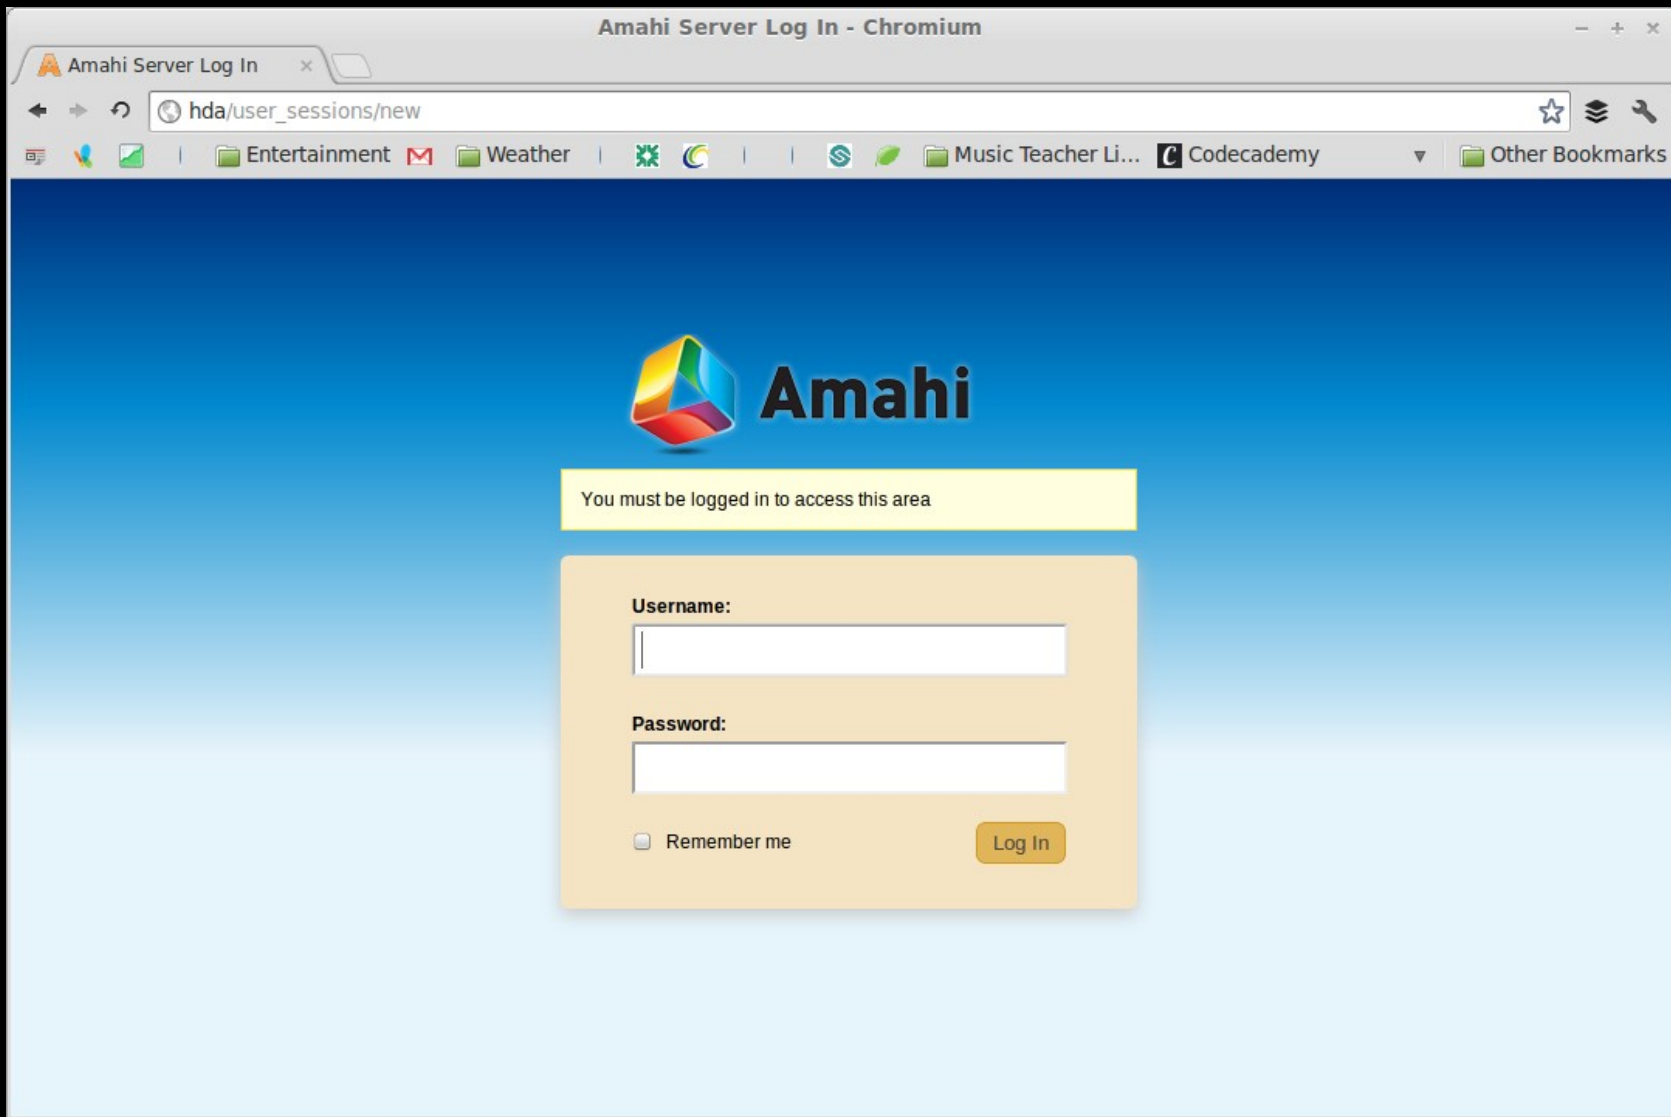 Amahi Server Log In - Chromium
Amahi Server Log In
hda/user_sessions/new
Entertainment Weather Music Teacher Li... Codecademy Other Bookmarks
Amahi
You must be logged in to access this area
Username:
Password:
Remember me Log In